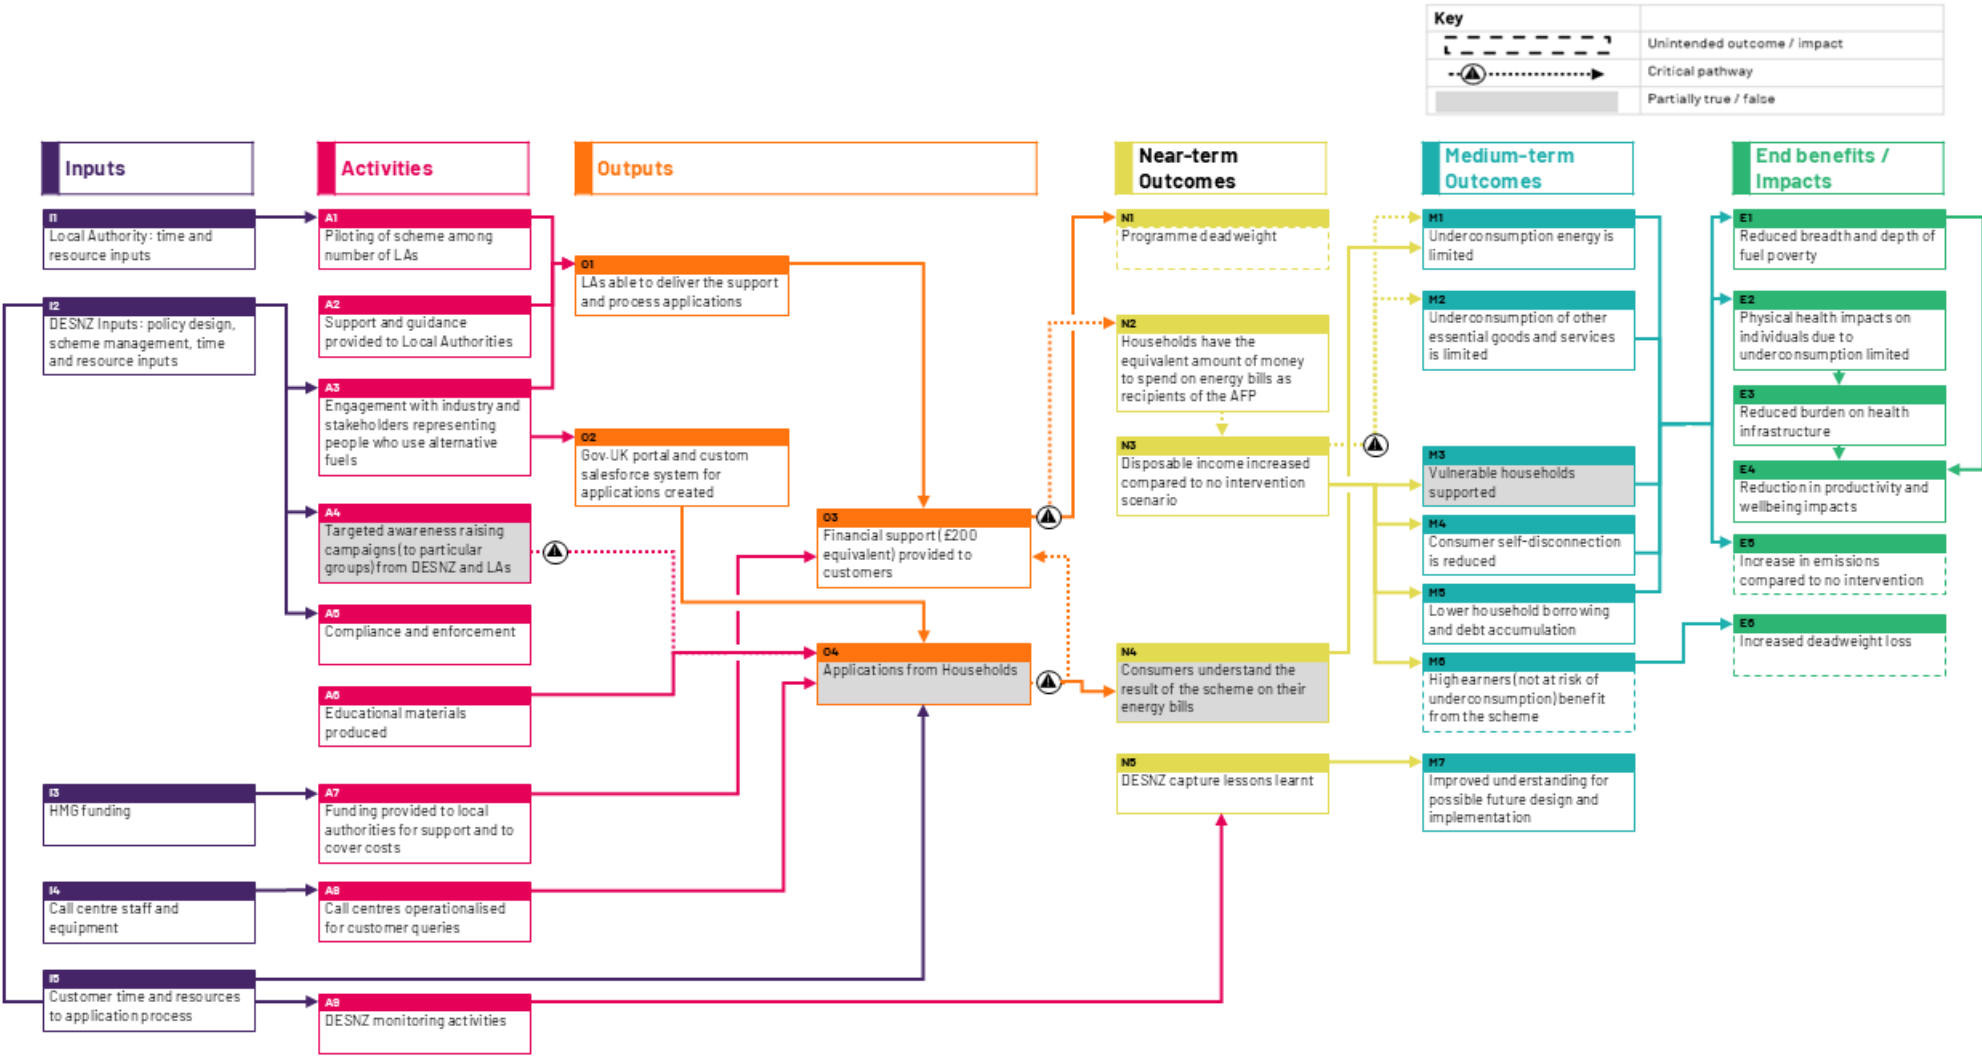 Key
Unintended outcome / impact
Critical pathway
Partially true / false
Inputs
Activities
Outputs
Near-term
Outcomes
Medium-term
Outcomes
End benefits /
Impacts
I1
Local Authority: time and
resource inputs
I2
DESNZ Inputs: policy design,
scheme management, time
and resource inputs
I3
HMG funding
I4
Call centre staff and
equipment
I5
Customer time and resources
to application process
A1
Piloting of scheme among
number of LAs
A2
Support and guidance
provided to Local Authorities
A3
Engagement with industry and
stakeholders representing
people who use alternative
fuels
A4
Targeted awareness raising
campaigns (to particular
groups) from DESNZ and LAs
A5
Compliance and enforcement
A6
Educational materials
produced
A7
Funding provided to local
authorities for support and to
cover costs
A8
Call centres operationalised
for customer queries
A9
DESNZ monitoring activities
O1
LAs able to deliver the support
and process applications
O2
Gov.UK portal and custom
salesforce system for
applications created
O3
Financial support (£200
equivalent) provided to
customers
O4
Applications from Households
N1
Programme deadweight
N2
Households have the
equivalent amount of money
to spend on energy bills as
recipients of the AFP
N3
Disposable income increased
compared to no intervention
scenario
N4
Consumers understand the
result of the scheme on their
energy bills
N5
DESNZ capture lessons learnt
M1
Underconsumption energy is
limited
M2
Underconsumption of other
essential goods and services
is limited
M3
Vulnerable households
supported
M4
Consumer self-disconnection
is reduced
M5
Lower household borrowing
and debt accumulation
M6
High earners (not at risk of
underconsumption) benefit
from the scheme
M7
Improved understanding for
possible future design and
implementation
E1
Reduced breadth and depth of
fuel poverty
E2
Physical health impacts on
individuals due to
underconsumption limited
E3
Reduced burden on health
infrastructure
E4
Reduction in productivity and
wellbeing impacts
E5
Increase in emissions
compared to no intervention
E6
Increased deadweight loss